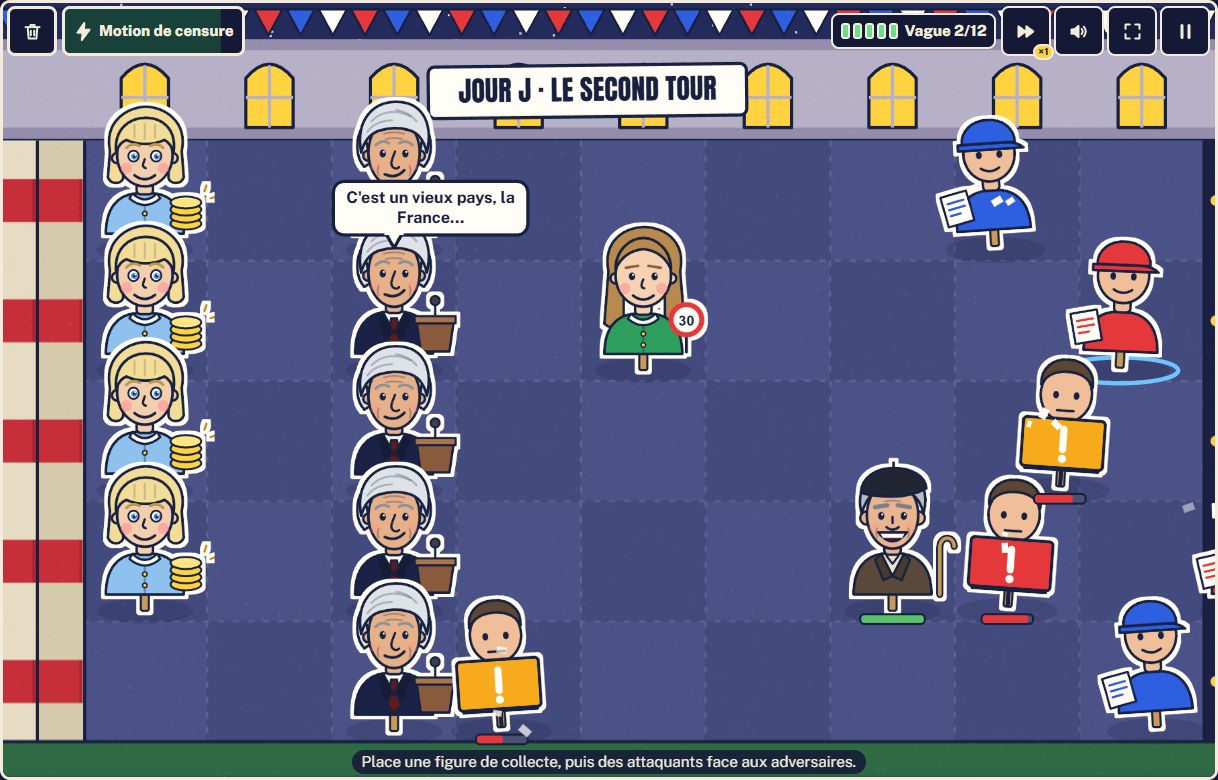 Motion de censure
Vague 2/12
×1
JOUR J · LE SECOND TOUR
C'est un vieux pays, la
France...
30
!
!
!
Place une figure de collecte, puis des attaquants face aux adversaires.